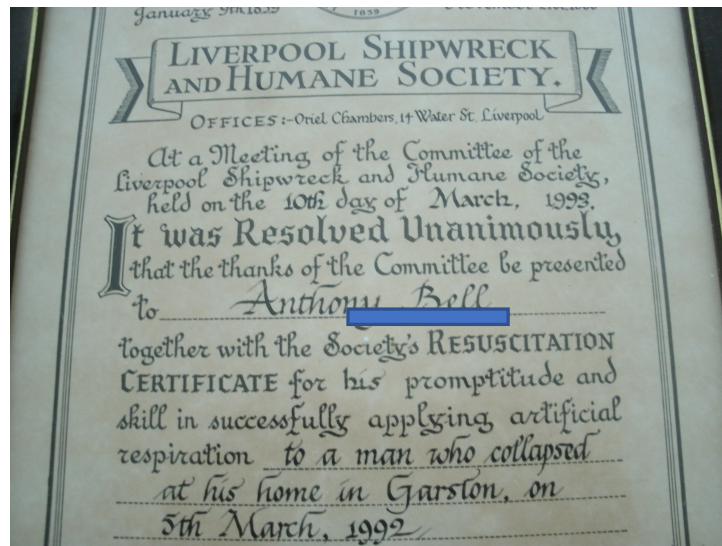 January 9th 1839
1839
LIVERPOOL SHIPWRECK
AND HUMANE SOCIETY.
OFFICES:-Oriel Chambers, 14 Water St. Liverpool
At a Meeting of the Committee of the
Liverpool Shipwreck and Humane Society,
held on the 10th day of March, 1993,
It was Resolved Unanimously,
that the thanks of the Committee be presented
to Anthony Bell
together with the Society's RESUSCITATION
CERTIFICATE for his promptitude and
skill in successfully applying artificial
respiration to a man who collapsed
at his home in Garston, on
5th March, 1992